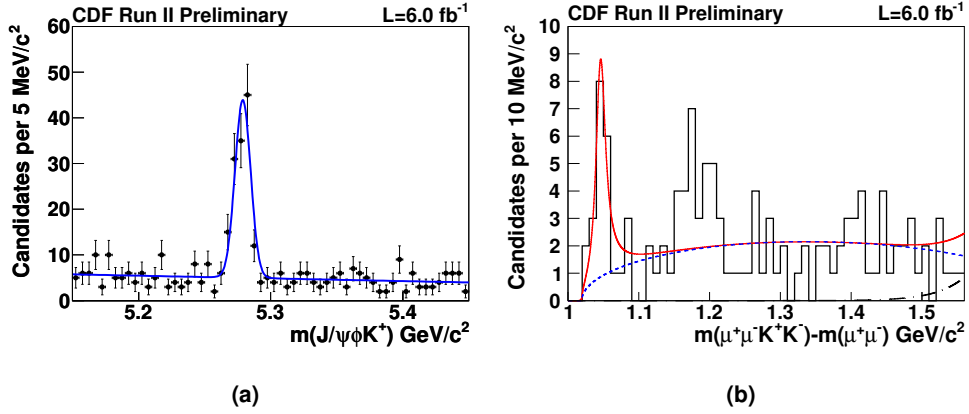 CDF Run II Preliminary L=6.0 fb⁻¹
Candidates per 5 MeV/c²
60
50
40
30
20
10
0
5.2 5.3 5.4
m(J/ψϕK⁺) GeV/c²
(a)
CDF Run II Preliminary L=6.0 fb⁻¹
Candidates per 10 MeV/c²
10
9
8
7
6
5
4
3
2
1
0
1 1.1 1.2 1.3 1.4 1.5
m(μ⁺μ⁻K⁺K⁻)-m(μ⁺μ⁻) GeV/c²
(b)